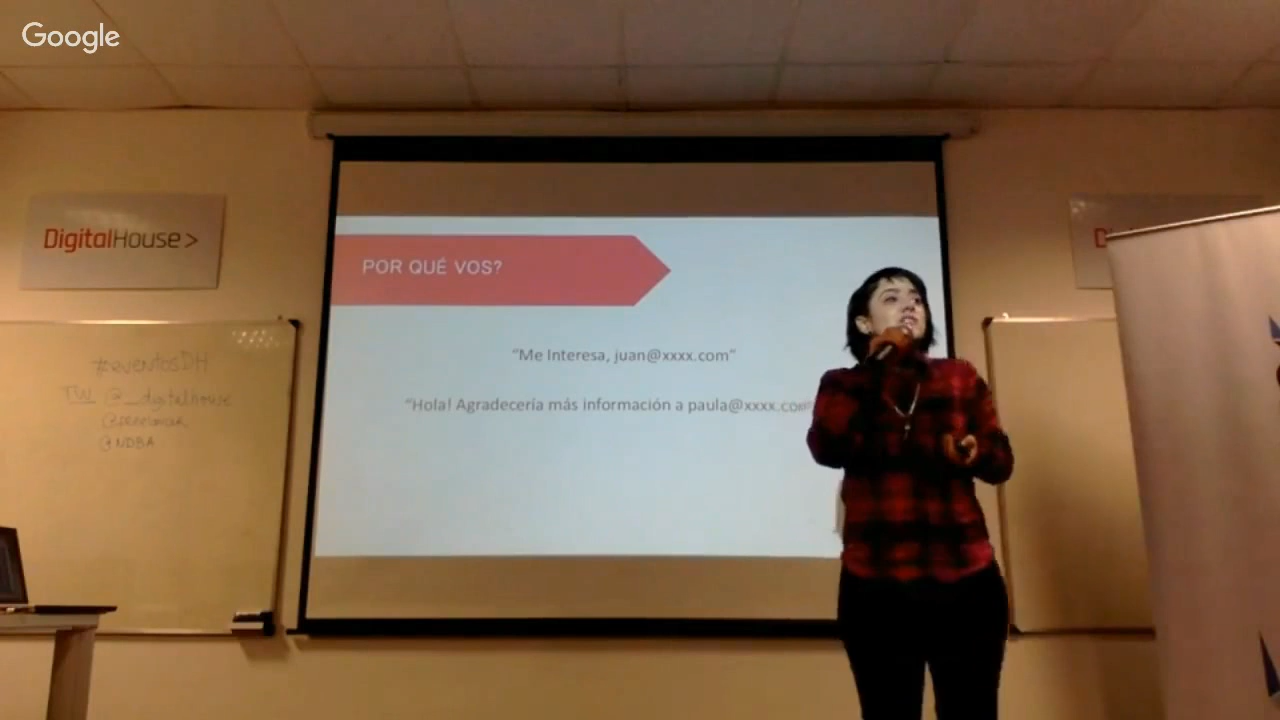 Google
DigitalHouse>
POR QUÉ VOS?
“Me Interesa, juan@xxxx.com”
“Hola! Agradecería más información a paula@xxxx.com
#eventosDH
TW @_digitalhouse
@NDBA